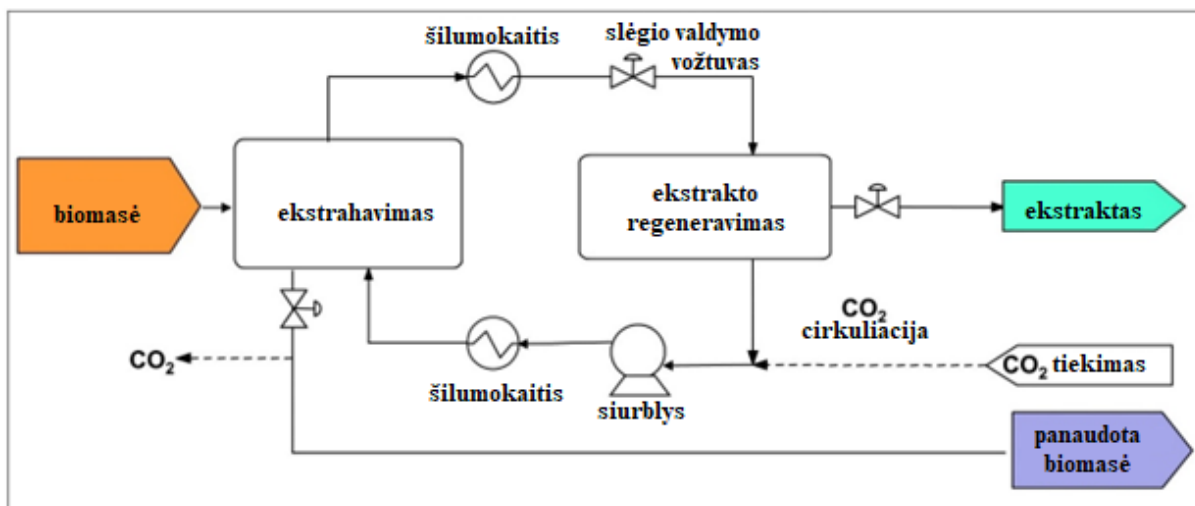 šilumokaitis
slėgio valdymo
vožtuvas
biomasė
ekstrahavimas
ekstrakto
regeneravimas
ekstraktas
CO₂
cirkuliacija
CO₂ tiekimas
CO₂
šilumokaitis
siurblys
panaudota
biomasė